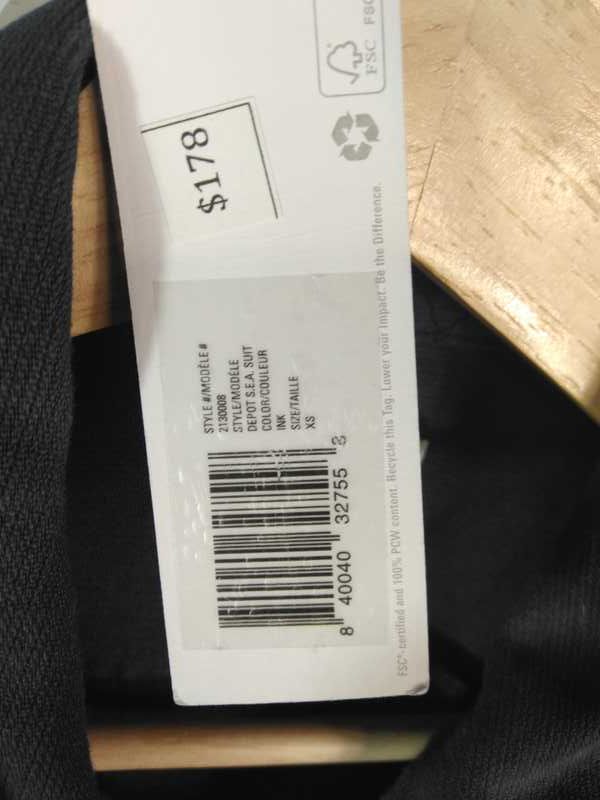 FSC FSC
$178
STYLE #/MODÈLE #
2130008
STYLE/MODÈLE
DEPOT S.E.A. SUIT
COLOR/COULEUR
INK
SIZE/TAILLE
XS
8 40040 32755 3
FSC®-certified and 100% PCW content. Recycle this Tag. Lower your Impact. Be the Difference.